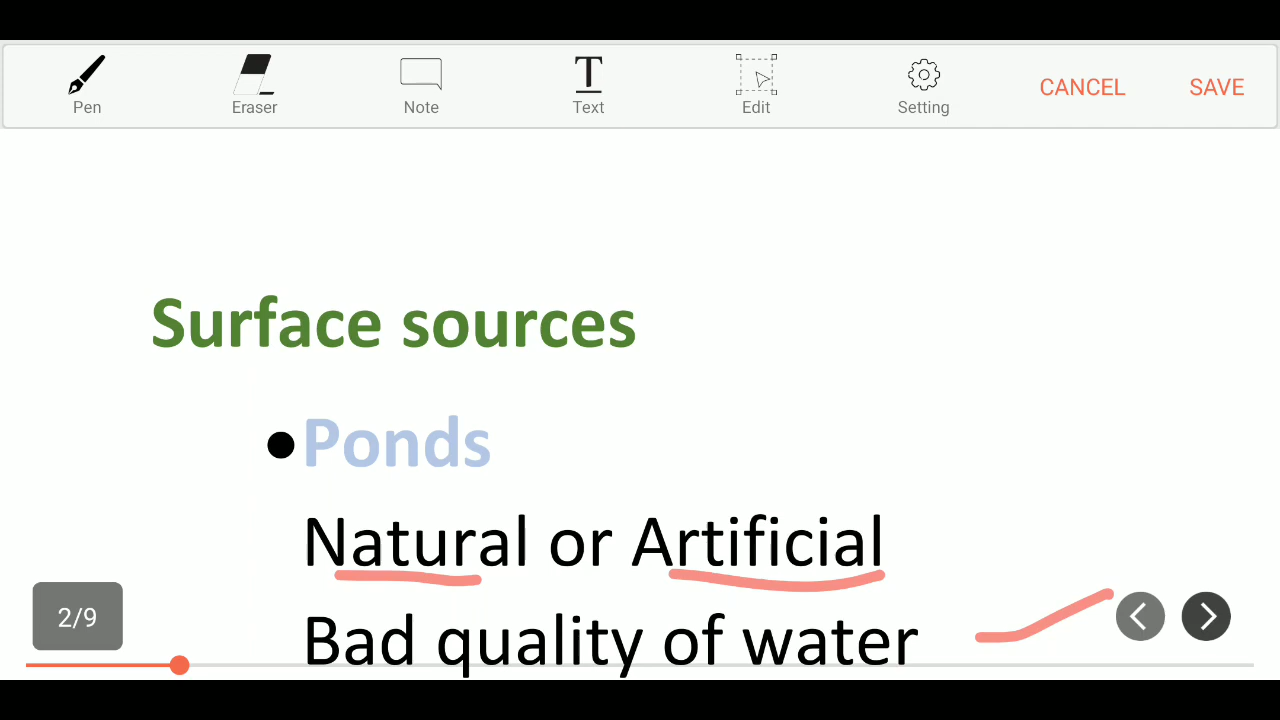 Pen Eraser Note Text Edit Setting CANCEL SAVE
Surface sources
•Ponds
Natural or Artificial
2/9
Bad quality of water